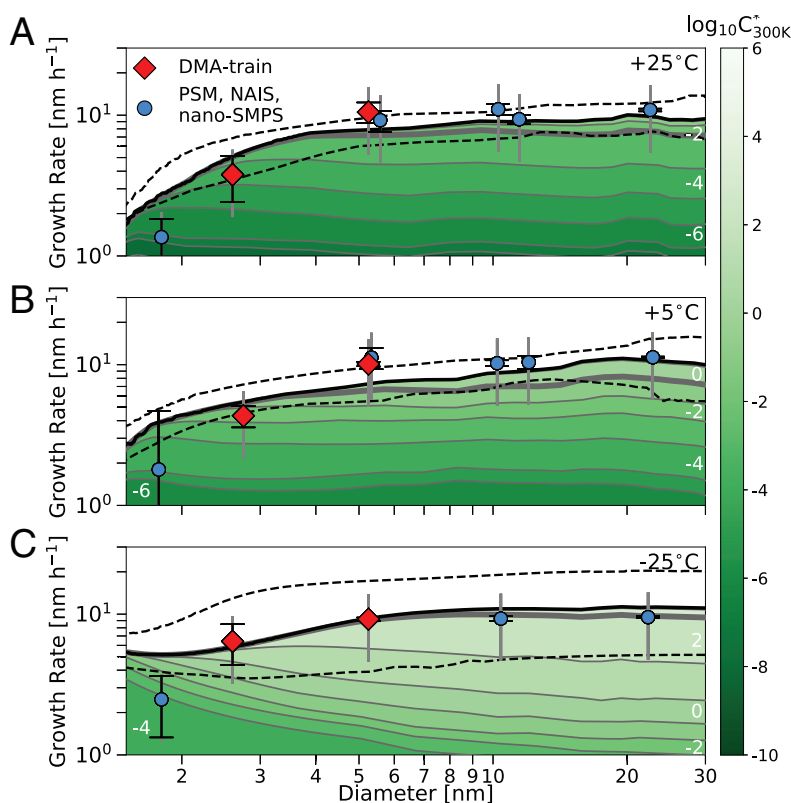 A
+25°C
DMA-train
PSM, NAIS,
nano-SMPS
Growth Rate [nm h⁻¹]
10¹
10⁰
-2
-4
-6
B
+5°C
Growth Rate [nm h⁻¹]
10¹
10⁰
0
-2
-4
-6
C
-25°C
Growth Rate [nm h⁻¹]
10¹
10⁰
2
0
-2
-4
2 3 4 5 6 7 8 9 10 20 30
Diameter [nm]
log₁₀C*₃₀₀K
6
4
2
0
-2
-4
-6
-8
-10